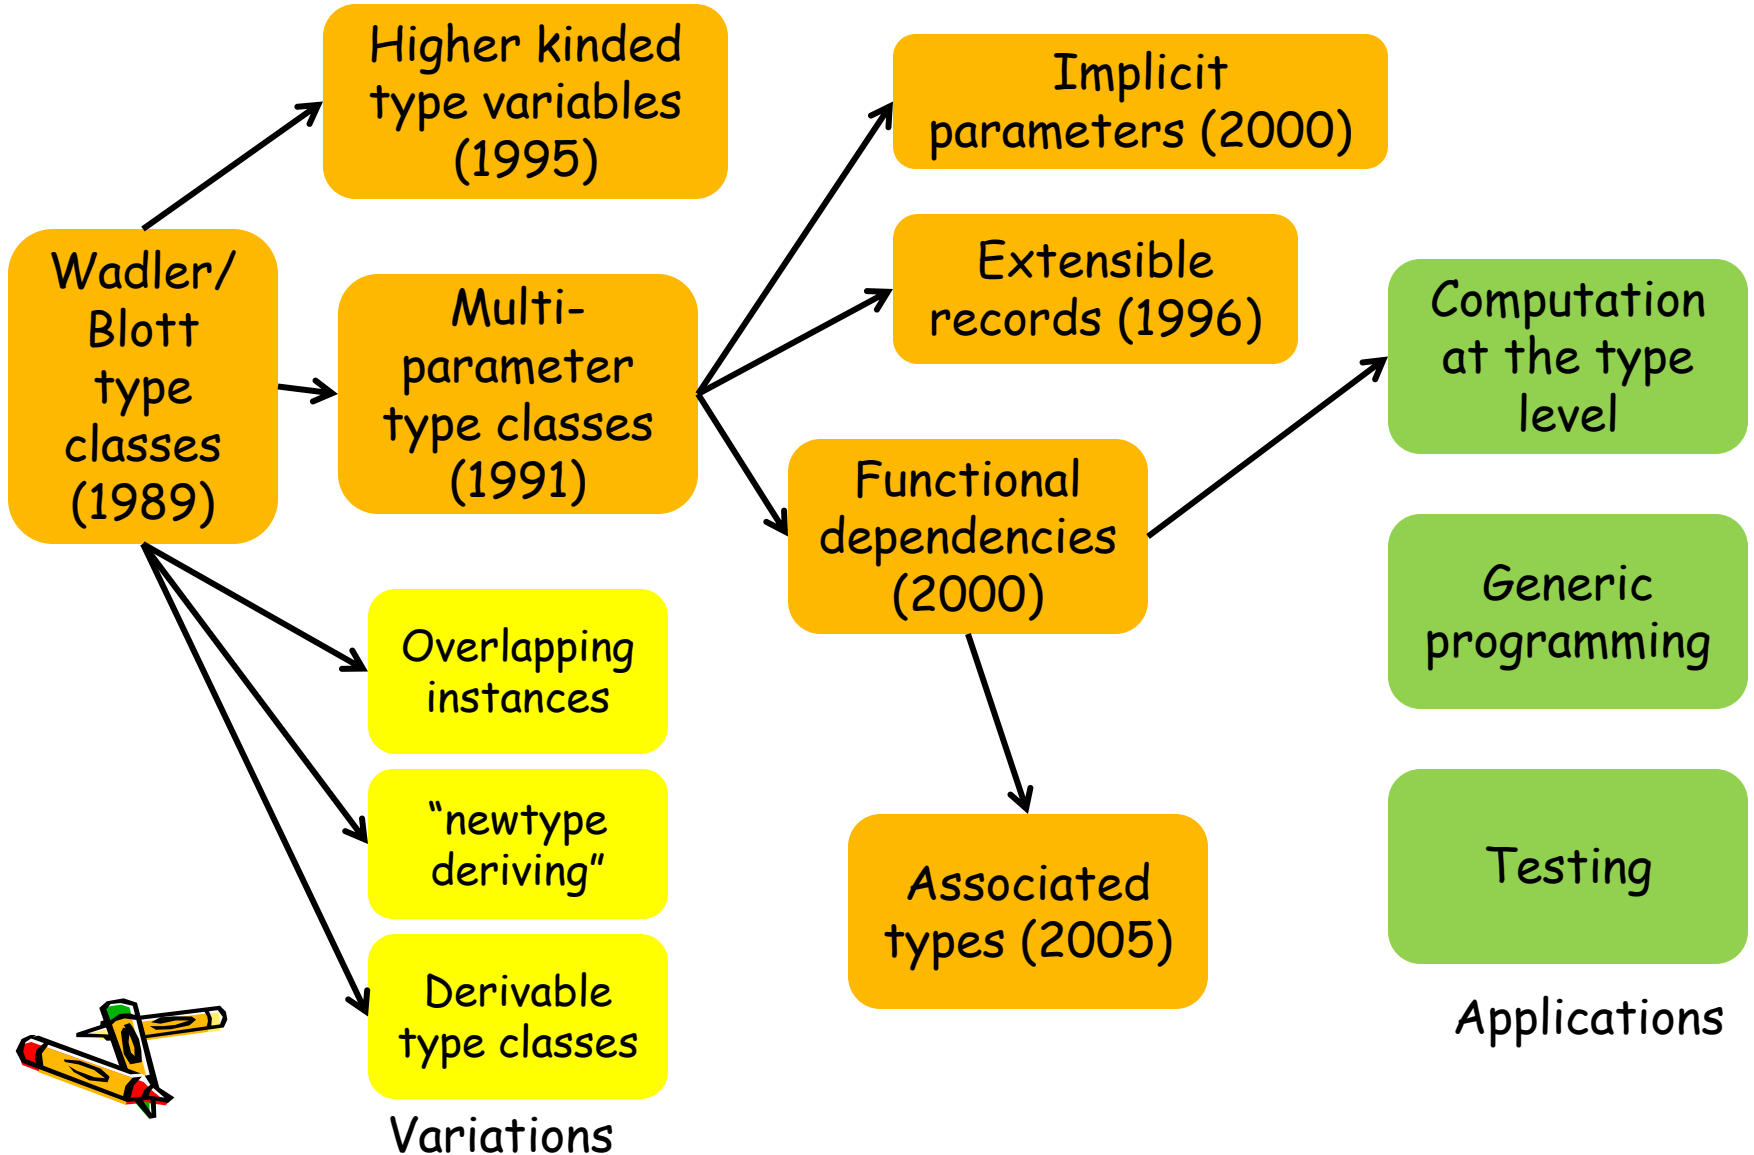 Higher kinded
type variables
(1995)
Implicit
parameters (2000)
Wadler/
Blott
type
classes
(1989)
Multi-
parameter
type classes
(1991)
Extensible
records (1996)
Computation
at the type
level
Functional
dependencies
(2000)
Generic
programming
Overlapping
instances
“newtype
deriving”
Associated
types (2005)
Testing
Derivable
type classes
Applications
Variations